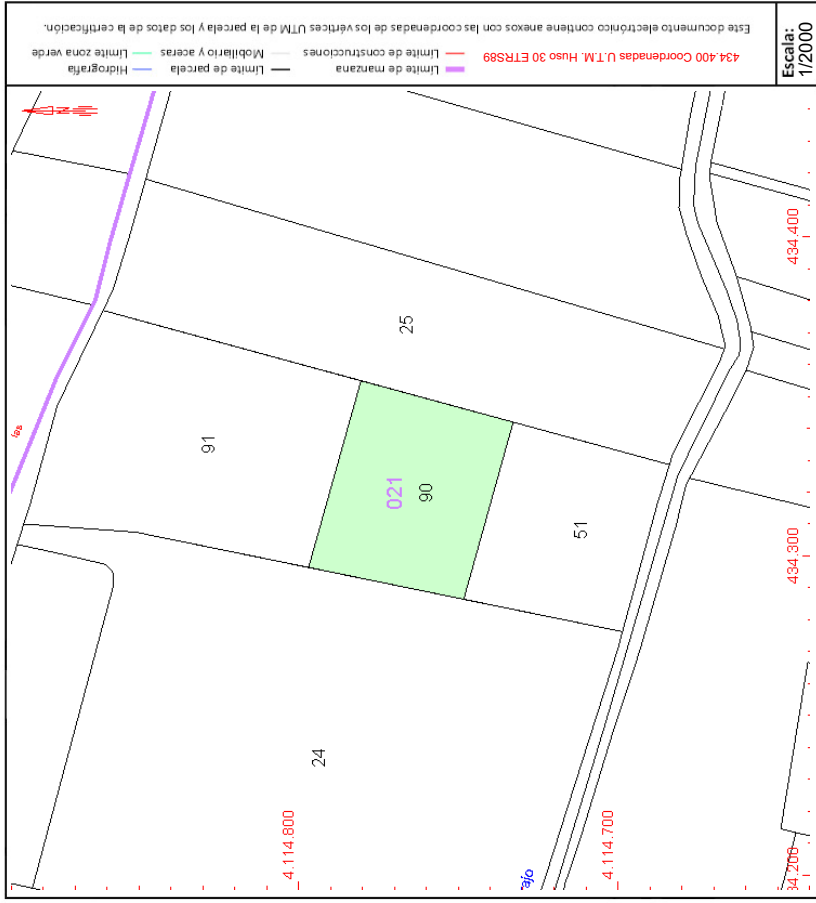 Este documento electrónico contiene anexos con las coordenadas de los vértices UTM de la parcela y los datos de la certificación.
434.400 Coordenadas U.T.M. Huso 30 ETRS89
Límite de manzana
Límite de parcela
Hidrografía
Límite de construcciones
Mobiliario y aceras
Límite zona verde
Escala:
1/2000
N
91
25
021
90
51
24
4.114.800
4.114.700
434.400
434.300
34.200
ajo